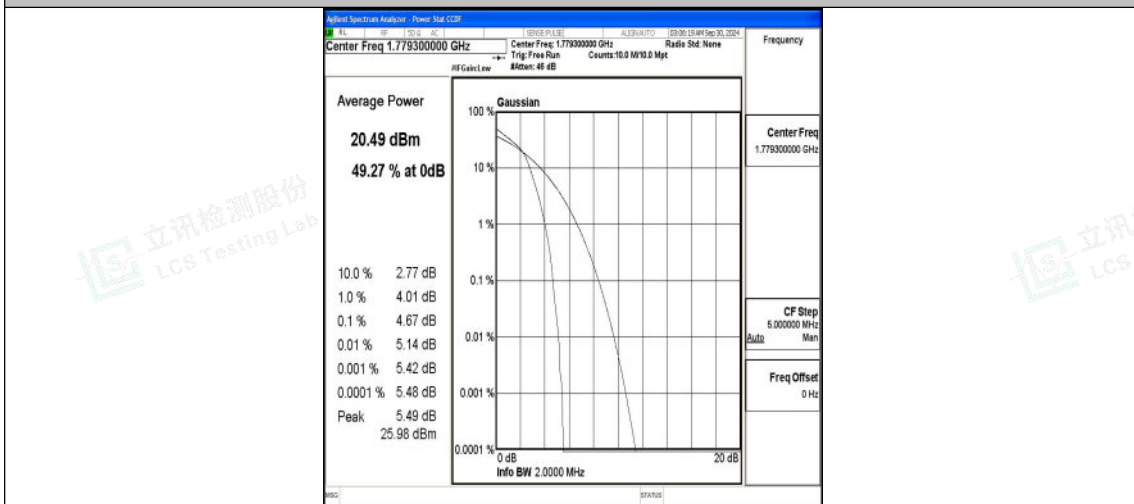 Agilent Spectrum Analyzer - Power Stat CCDF
RL RF 50 Ω AC SENSE:PULSE ALIGN AUTO 03:06:19 AM Sep 30, 2024
Center Freq 1.779300000 GHz
Center Freq: 1.779300000 GHz
Radio Std: None
Trig: Free Run
Counts:10.0 M/10.0 Mpt
#IFGain:Low
#Atten: 46 dB
Frequency
Average Power
20.49 dBm
49.27 % at 0dB
10.0 % 2.77 dB
1.0 % 4.01 dB
0.1 % 4.67 dB
0.01 % 5.14 dB
0.001 % 5.42 dB
0.0001 % 5.48 dB
Peak 5.49 dB
25.98 dBm
Gaussian
100 %
10 %
1 %
0.1 %
0.01 %
0.001 %
0.0001 %
0 dB
20 dB
Info BW 2.0000 MHz
Center Freq
1.779300000 GHz
CF Step
5.000000 MHz
Auto Man
Freq Offset
0 Hz
MSG
STATUS
立讯检测股份
LCS Testing Lab
立讯
LCS